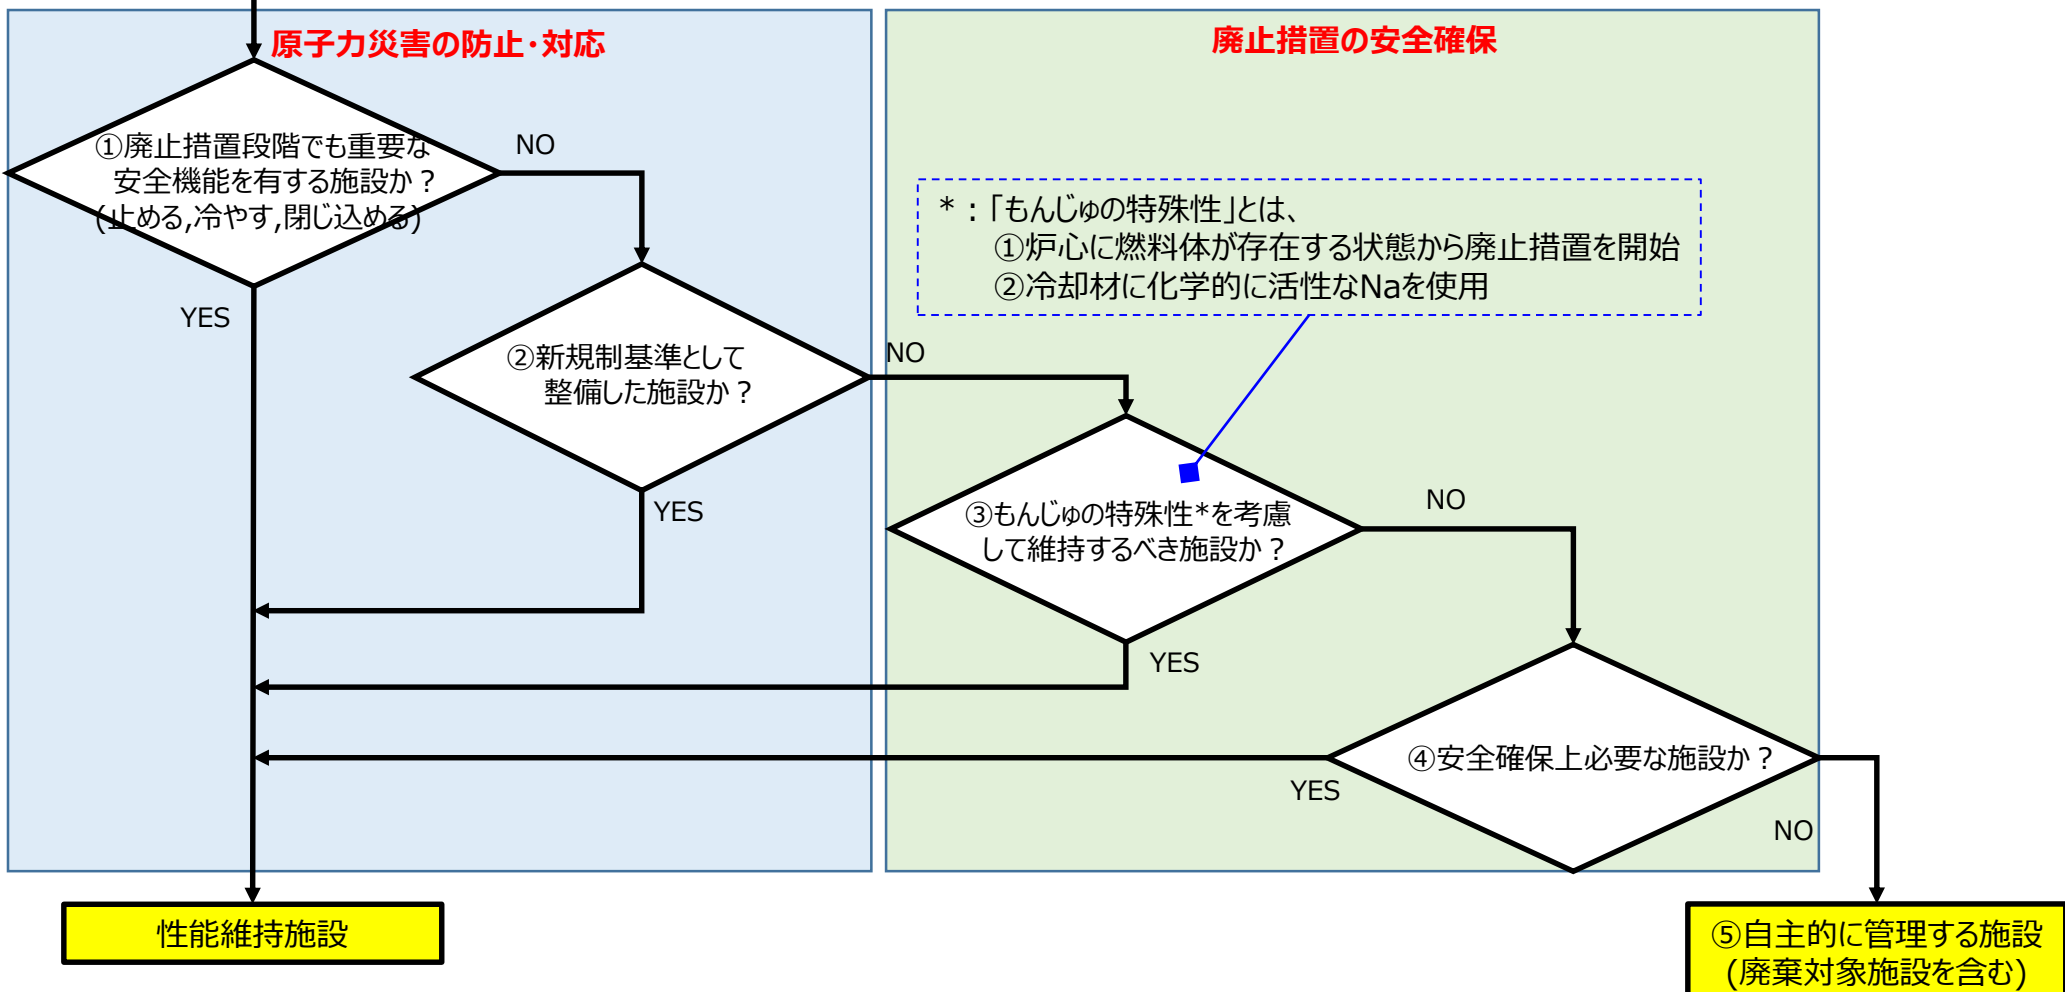 原子力災害の防止・対応
廃止措置の安全確保
①廃止措置段階でも重要な
安全機能を有する施設か？
(止める,冷やす,閉じ込める)
NO
YES
②新規制基準として
整備した施設か？
NO
YES
*：「もんじゅの特殊性」とは、
①炉心に燃料体が存在する状態から廃止措置を開始
②冷却材に化学的に活性なNaを使用
③もんじゅの特殊性*を考慮
して維持するべき施設か？
NO
YES
④安全確保上必要な施設か？
YES
NO
性能維持施設
⑤自主的に管理する施設
(廃棄対象施設を含む)